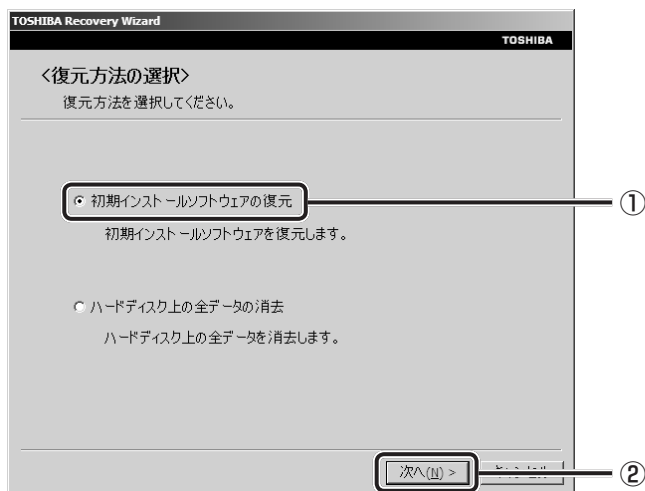 TOSHIBA Recovery Wizard
TOSHIBA
<復元方法の選択>
復元方法を選択してください。
初期インストールソフトウェアの復元
①
初期インストールソフトウェアを復元します。
ハードディスク上の全データの消去
ハードディスク上の全データを消去します。
次へ(N) >
②